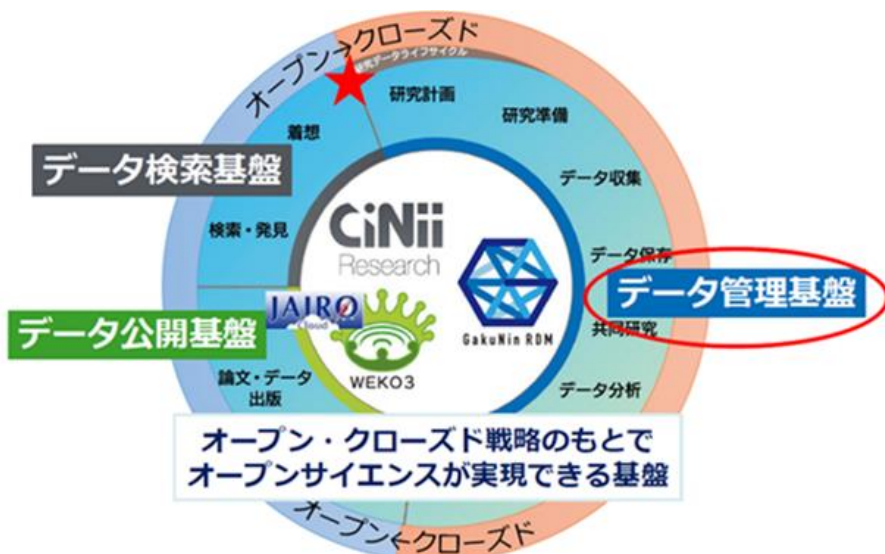 オープン→クローズド
研究データライフサイクル
研究計画
着想
研究準備
データ検索基盤
データ収集
検索・発見
CiNii
Research
データ保存
データ管理基盤
JAIRO
Cloud
データ公開基盤
GakuNin RDM
共同研究
WEKO3
論文・データ
出版
データ分析
オープン・クローズド戦略のもとで
オープンサイエンスが実現できる基盤
オープン←クローズド